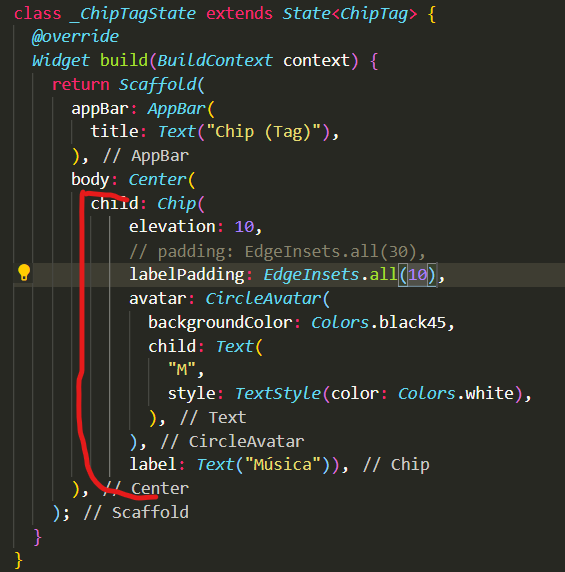 class _ChipTagState extends State<ChipTag> {
@override
Widget build(BuildContext context) {
return Scaffold(
appBar: AppBar(
title: Text("Chip (Tag)"),
), // AppBar
body: Center(
child: Chip(
elevation: 10,
// padding: EdgeInsets.all(30),
labelPadding: EdgeInsets.all(10),
avatar: CircleAvatar(
backgroundColor: Colors.black45,
child: Text(
"M",
style: TextStyle(color: Colors.white),
), // Text
), // CircleAvatar
label: Text("Música")), // Chip
), // Center
); // Scaffold
}
}